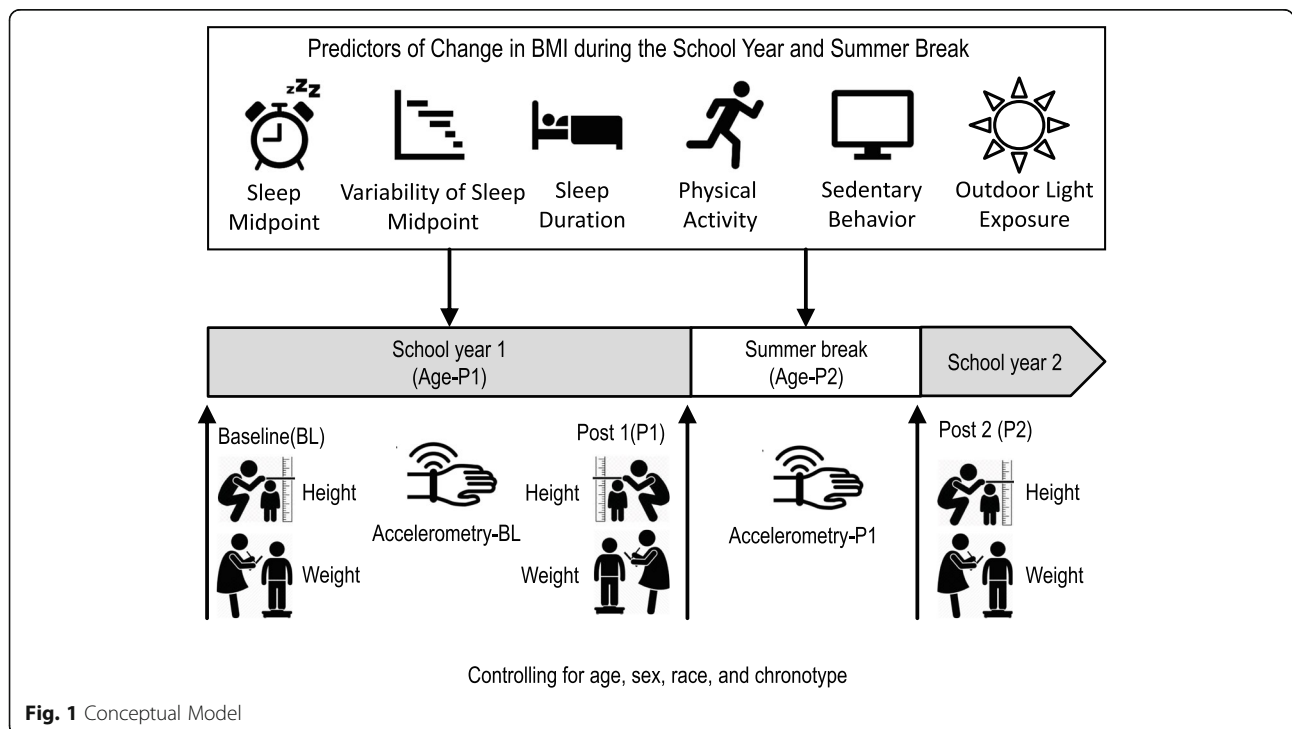 Predictors of Change in BMI during the School Year and Summer Break
zzZZ
Sleep
Midpoint
Variability of Sleep
Midpoint
Sleep
Duration
Physical
Activity
Sedentary
Behavior
Outdoor Light
Exposure
School year 1
(Age-P1)
Summer break
(Age-P2)
School year 2
Baseline(BL)
Height
Weight
Accelerometry-BL
Post 1(P1)
Height
Weight
Accelerometry-P1
Post 2 (P2)
Height
Weight
Controlling for age, sex, race, and chronotype
Fig. 1 Conceptual Model